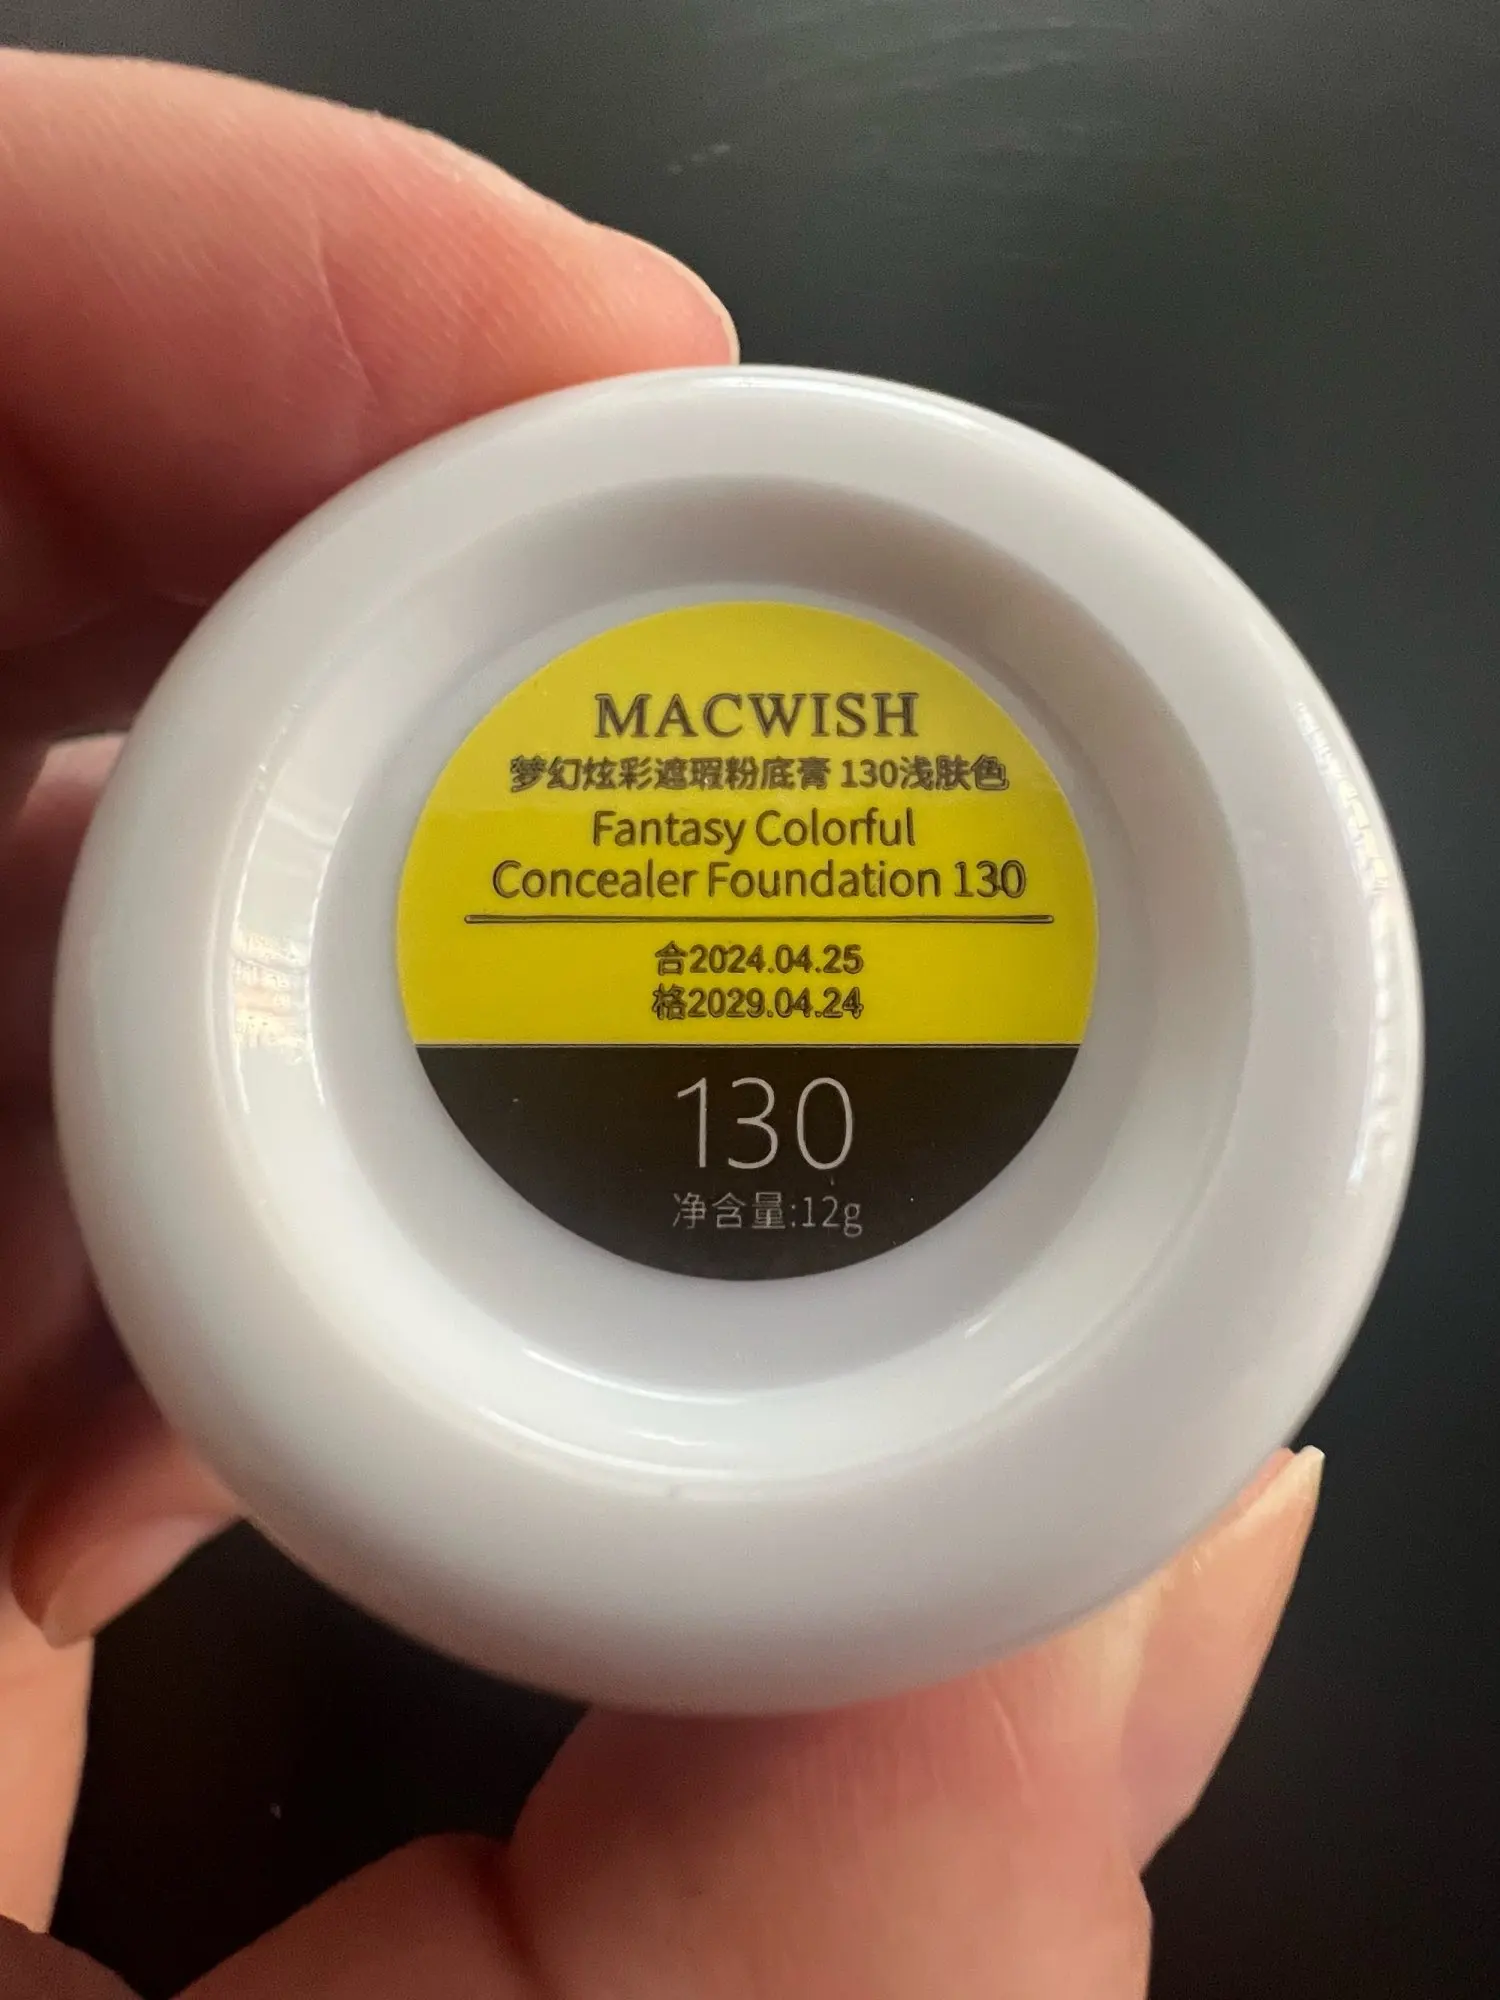 MACWISH
梦幻炫彩遮瑕粉底膏 130浅肤色
Fantasy Colorful
Concealer Foundation 130
合2024.04.25
格2029.04.24
130
净含量:12g